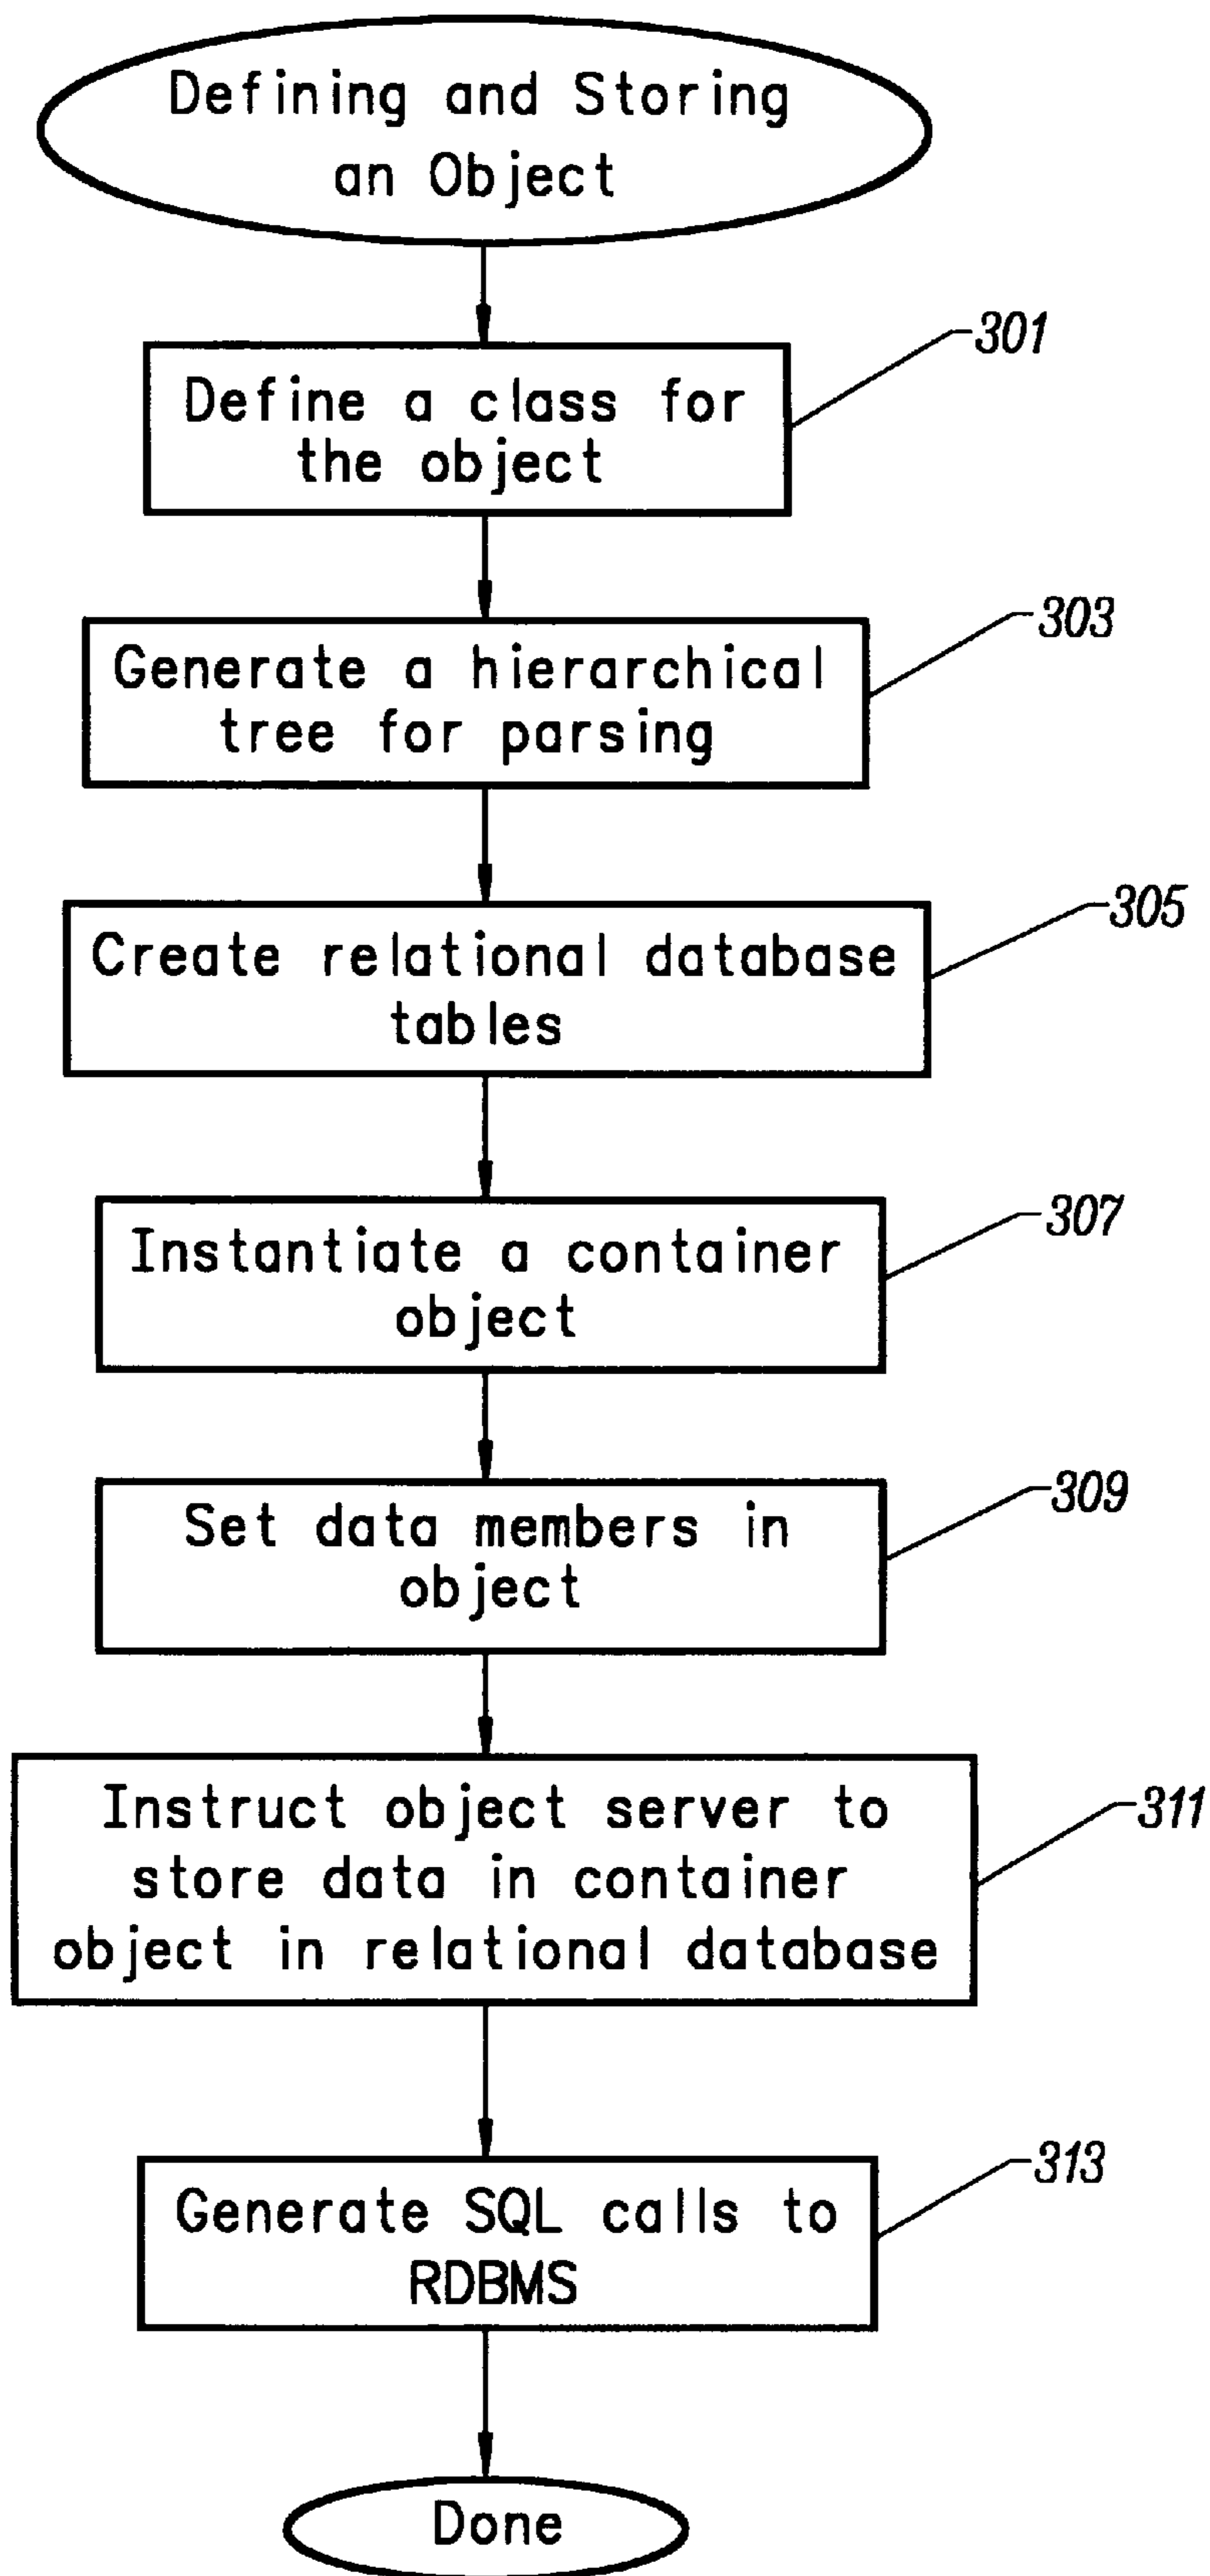 Defining and Storing
an Object
301
Define a class for
the object
303
Generate a hierarchical
tree for parsing
305
Create relational database
tables
307
Instantiate a container
object
309
Set data members in
object
311
Instruct object server to
store data in container
object in relational database
313
Generate SQL calls to
RDBMS
Done